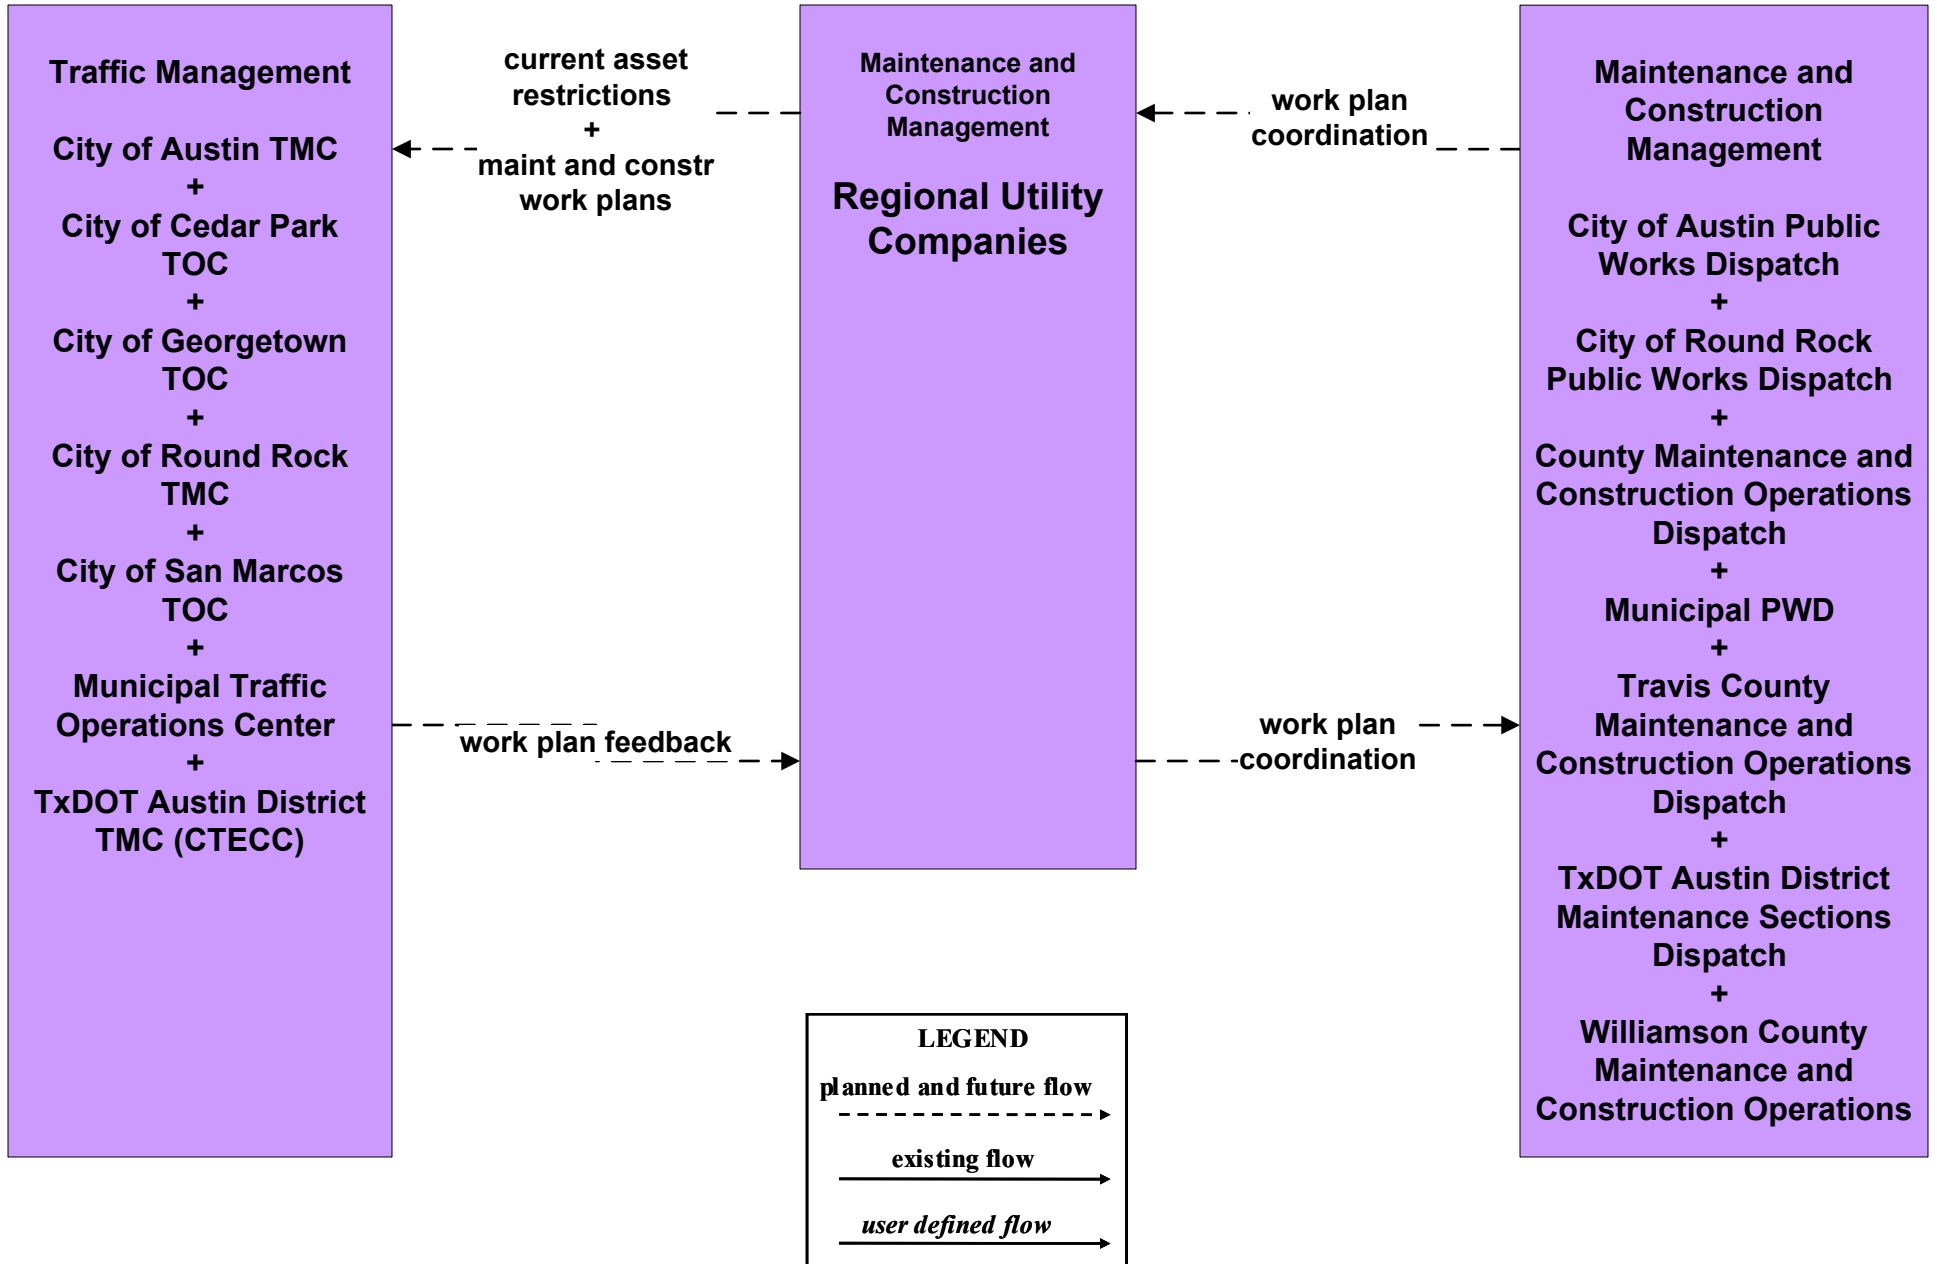 Traffic Management
City of Austin TMC
+
City of Cedar Park
TOC
+
City of Georgetown
TOC
+
City of Round Rock
TMC
+
City of San Marcos
TOC
+
Municipal Traffic
Operations Center
+
TxDOT Austin District
TMC (CTECC)
current asset
restrictions
+
maint and constr
work plans
work plan feedback
Maintenance and
Construction
Management
Regional Utility
Companies
work plan
coordination
work plan
coordination
Maintenance and
Construction
Management
City of Austin Public
Works Dispatch
+
City of Round Rock
Public Works Dispatch
+
County Maintenance and
Construction Operations
Dispatch
+
Municipal PWD
+
Travis County
Maintenance and
Construction Operations
Dispatch
+
TxDOT Austin District
Maintenance Sections
Dispatch
+
Williamson County
Maintenance and
Construction Operations
LEGEND
planned and future flow
existing flow
user defined flow